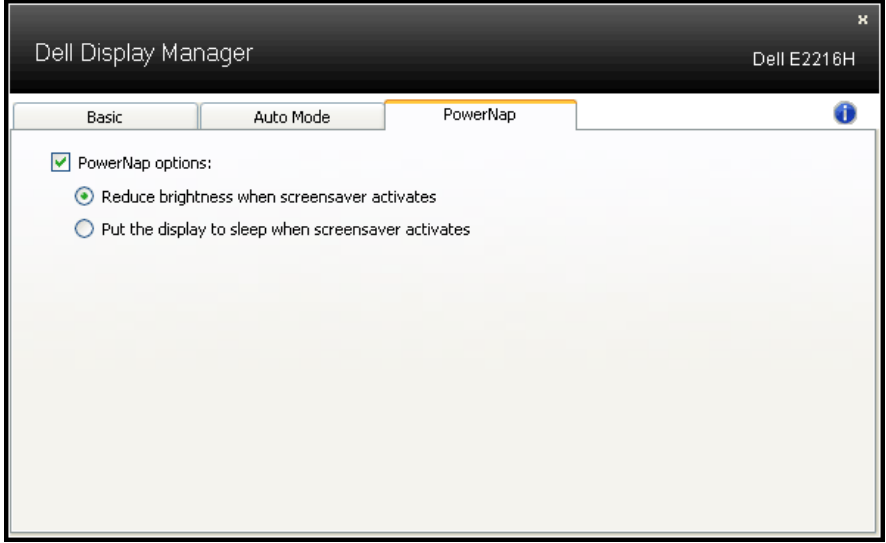 x
Dell Display Manager
Dell E2216H
Basic Auto Mode PowerNap
i
PowerNap options:
Reduce brightness when screensaver activates
Put the display to sleep when screensaver activates